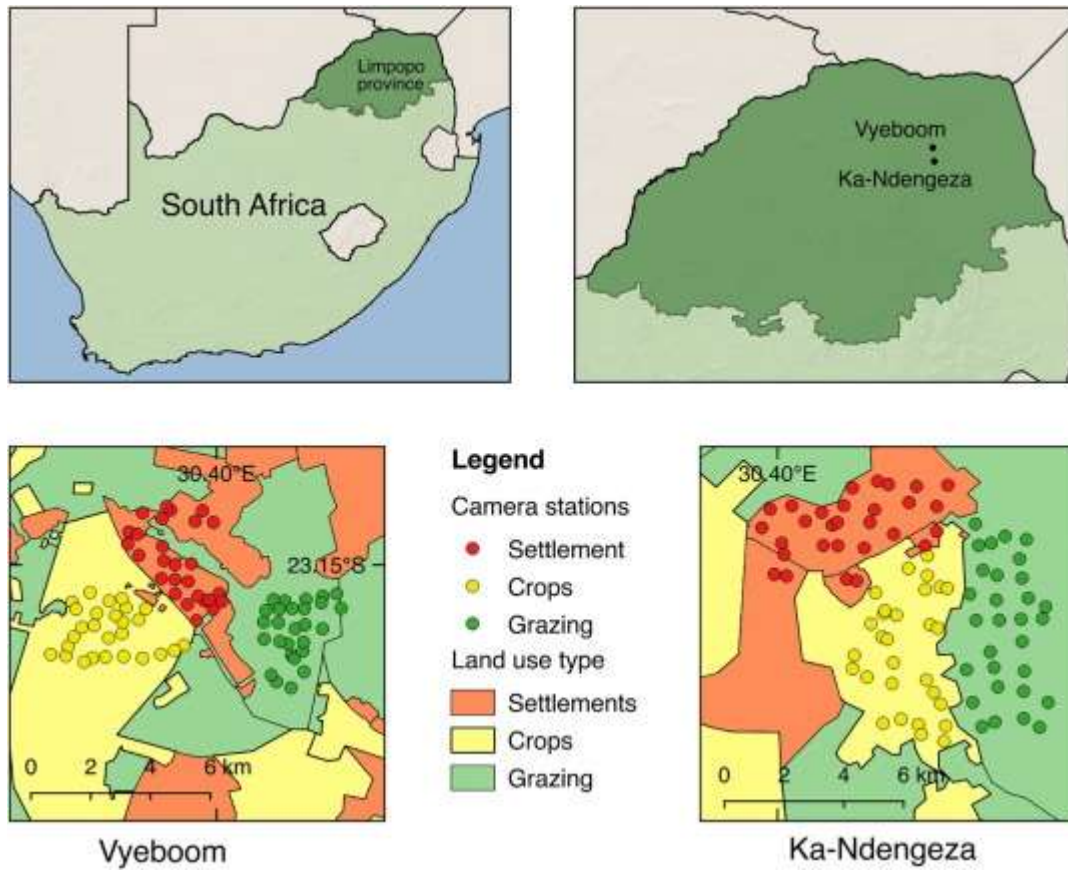 Limpopo
province
South Africa
Vyeboom
Ka-Ndengeza
30.40°E
23.15°S
0 2 4 6 km
Vyeboom
Legend
Camera stations
Settlement
Crops
Grazing
Land use type
Settlements
Crops
Grazing
30.40°E
0 2 4 6 km
Ka-Ndengeza